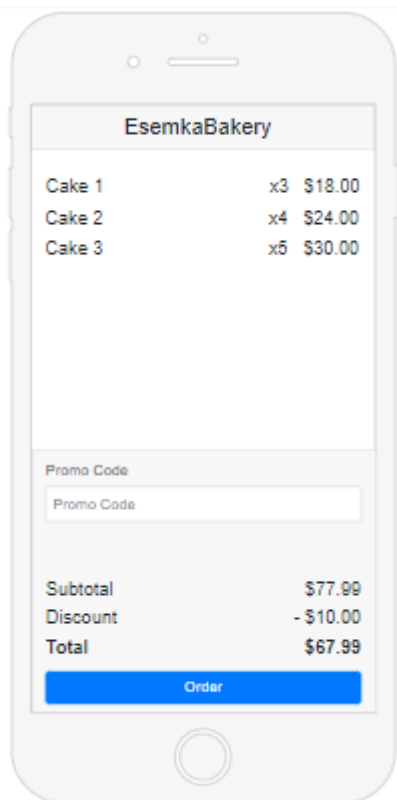 EsemkaBakery
Cake 1 x3 $18.00
Cake 2 x4 $24.00
Cake 3 x5 $30.00
Promo Code
Promo Code
Subtotal $77.99
Discount - $10.00
Total $67.99
Order